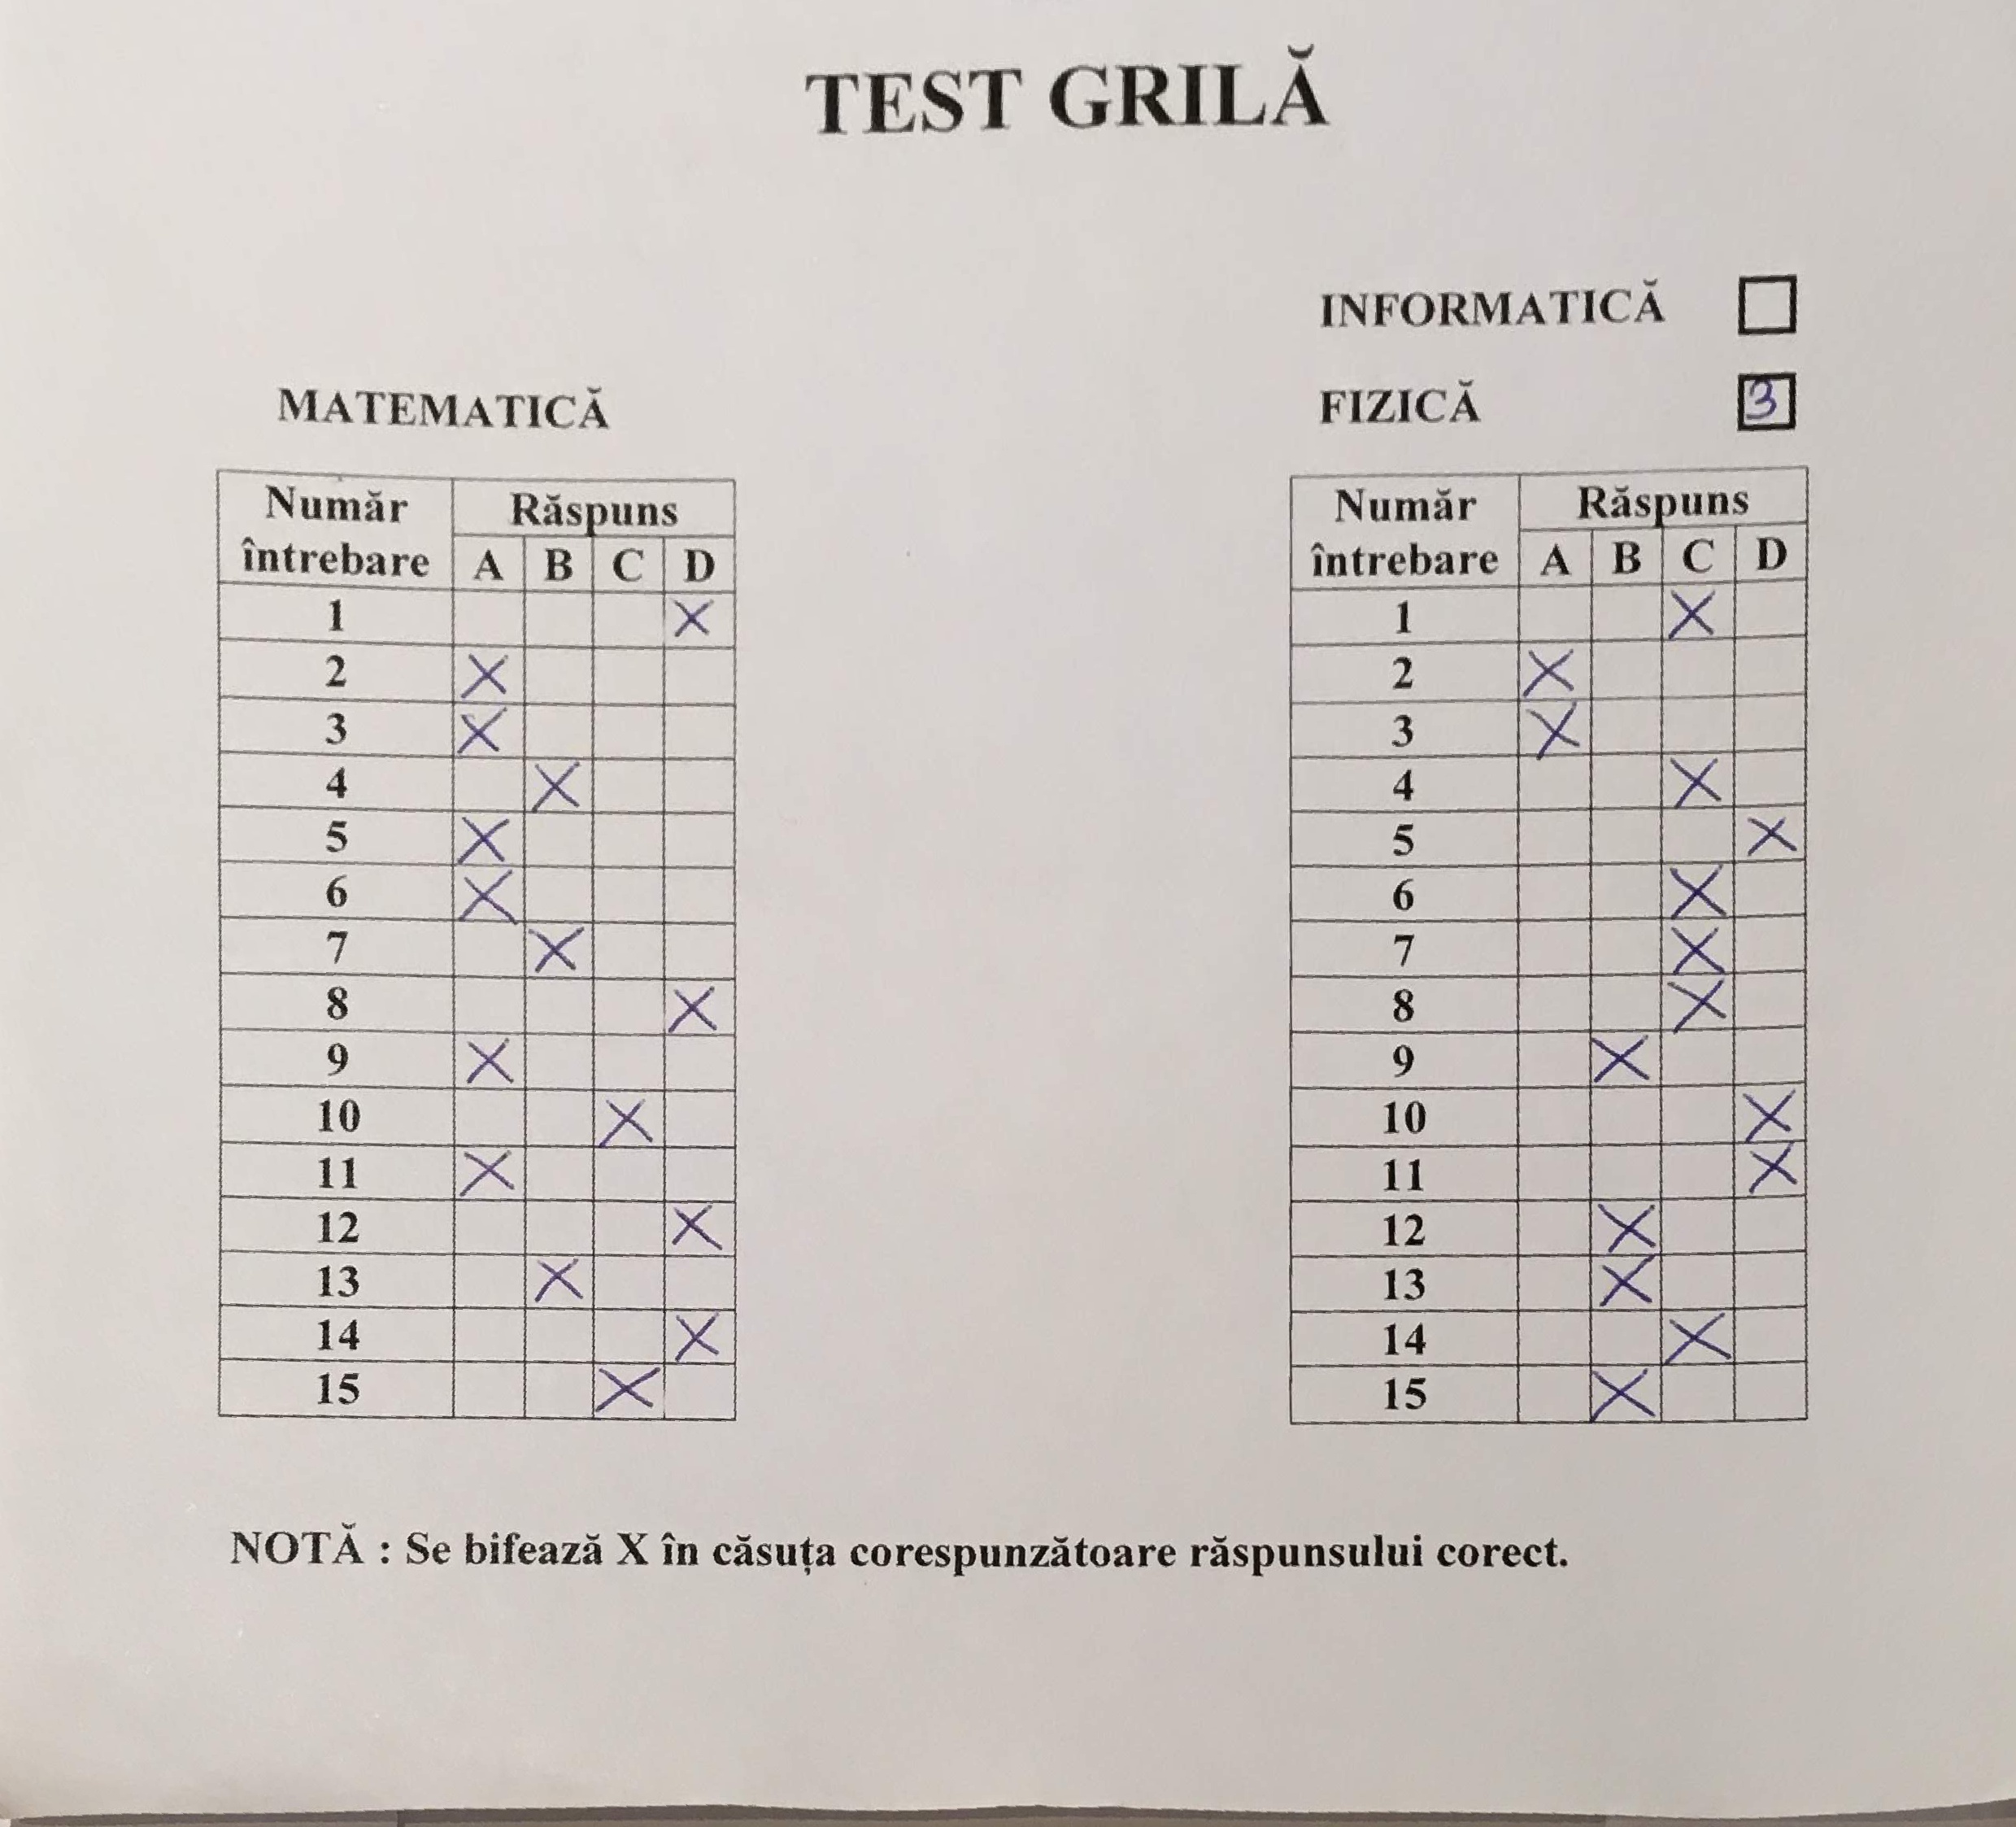 TEST GRILĂ
INFORMATICĂ
FIZICĂ 3
MATEMATICĂ
Număr întrebare Răspuns
A B C D
1 X
2 X
3 X
4 X
5 X
6 X
7 X
8 X
9 X
10 X
11 X
12 X
13 X
14 X
15 X
Număr întrebare Răspuns
A B C D
1 X
2 X
3 X
4 X
5 X
6 X
7 X
8 X
9 X
10 X
11 X
12 X
13 X
14 X
15 X
NOTĂ : Se bifează X în căsuța corespunzătoare răspunsului corect.